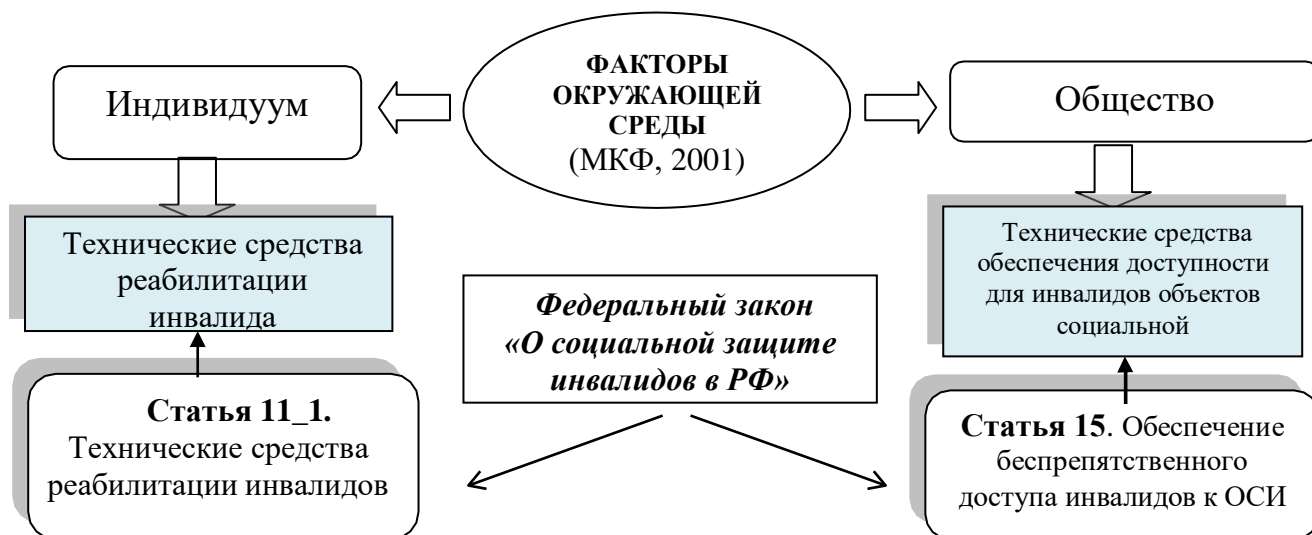 ФАКТОРЫ
ОКРУЖАЮЩЕЙ
СРЕДЫ
(МКФ, 2001)
Индивидуум
Общество
Технические средства
реабилитации
инвалида
Технические средства
обеспечения доступности
для инвалидов объектов
социальной
Федеральный закон
«О социальной защите
инвалидов в РФ»
Статья 11_1.
Технические средства
реабилитации инвалидов
Статья 15. Обеспечение
беспрепятственного
доступа инвалидов к ОСИ